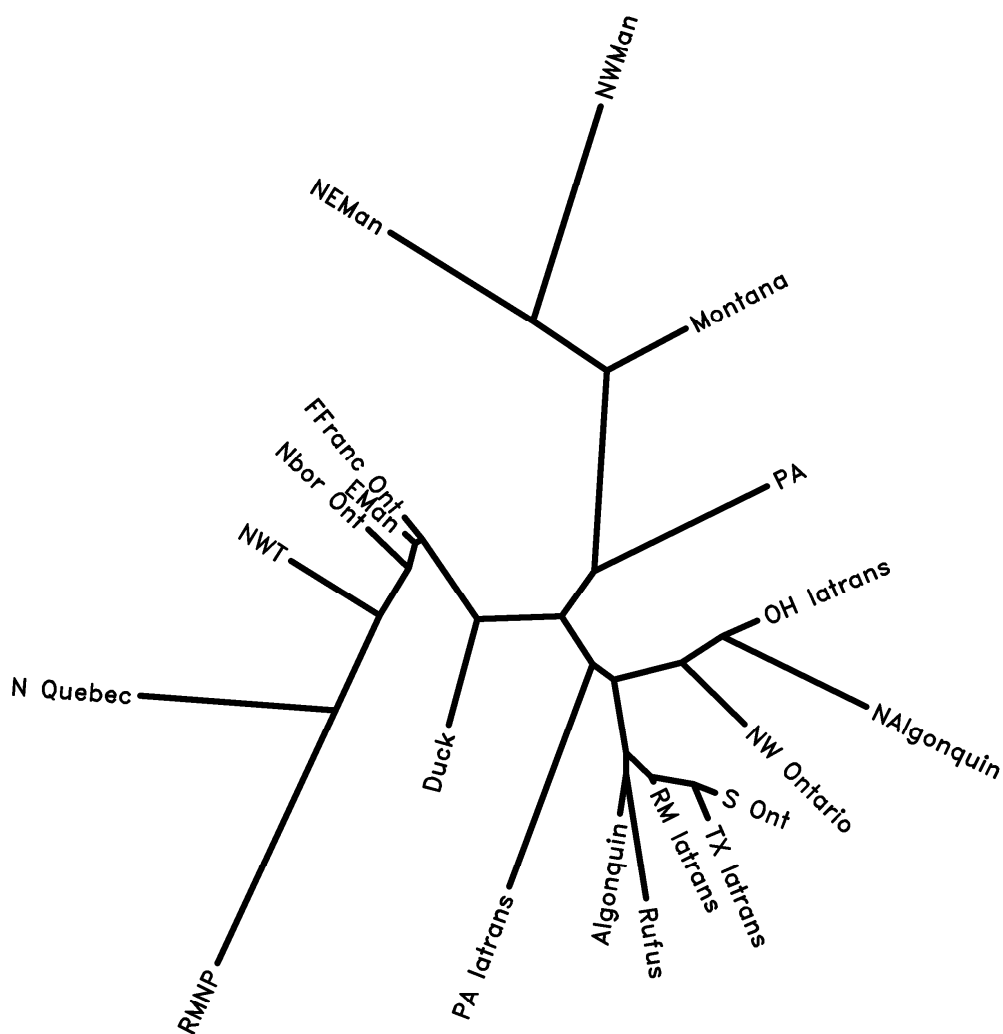 NWMan
NEMan
Montana
FFranc Ont
Nbor Ont
EMan
PA
NWT
OH latrans
N Quebec
NAlgonquin
Duck
NW Ontario
S Ont
RM latrans
TX latrans
Algonquin
Rufus
PA latrans
RMNP